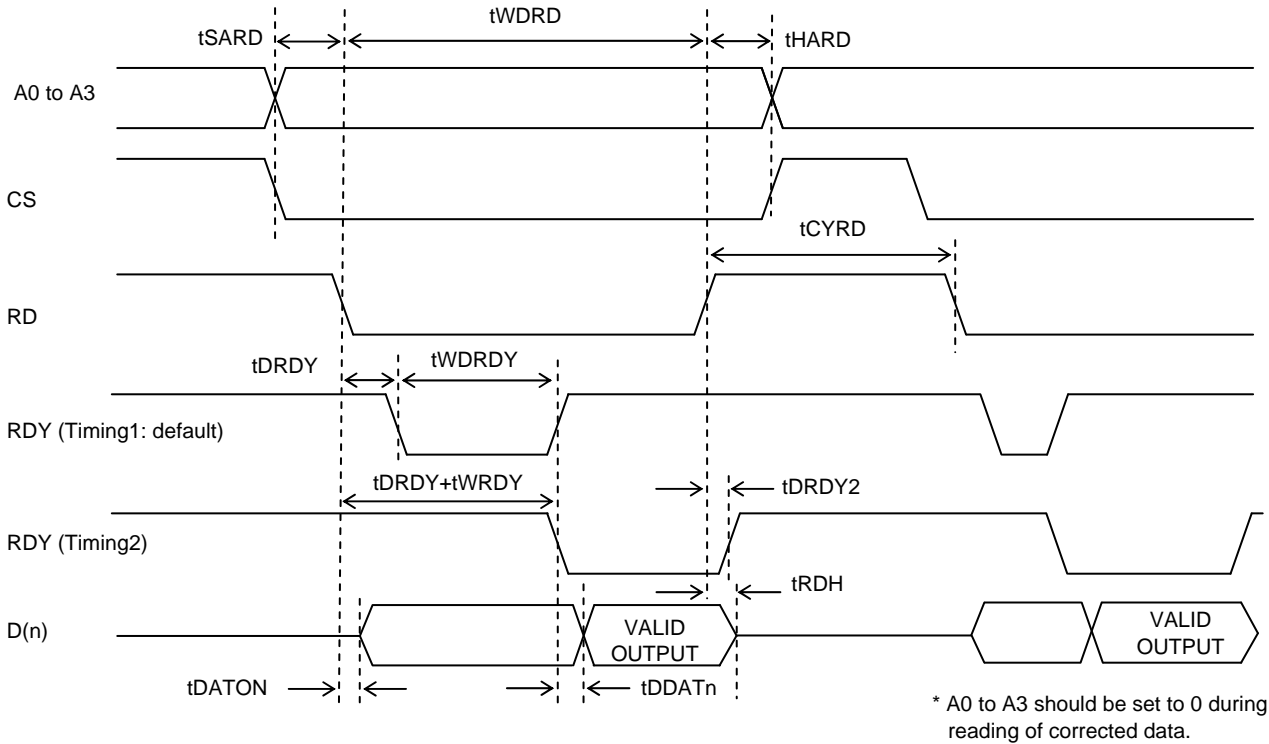 tWDRD
tSARD
tHARD
A0 to A3
CS
tCYRD
RD
tDRDY
tWDRDY
RDY (Timing1: default)
tDRDY+tWRDY
tDRDY2
RDY (Timing2)
tRDH
D(n)
VALID
OUTPUT
VALID
OUTPUT
tDATON
tDDATn
* A0 to A3 should be set to 0 during
reading of corrected data.